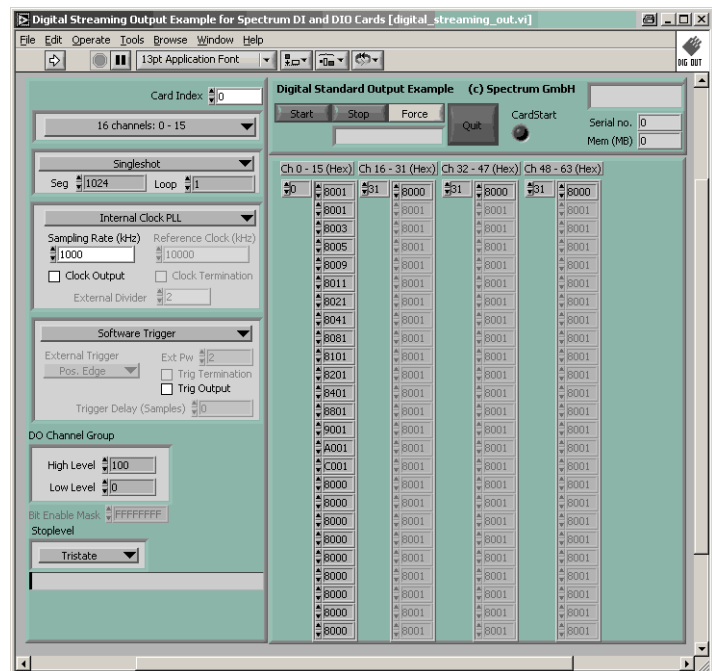 Digital Streaming Output Example for Spectrum DI and DIO Cards [digital_streaming_out.vi]
File Edit Operate Tools Browse Window Help
13pt Application Font
DIG OUT
Card Index 0
16 channels: 0 - 15
Singleshot
Seg 1024 Loop 1
Internal Clock PLL
Sampling Rate (kHz) Reference Clock (kHz)
1000 10000
Clock Output Clock Termination
External Divider 2
Software Trigger
External Trigger Ext Pw 2
Pos. Edge Trig Termination
Trig Output
Trigger Delay (Samples) 0
DO Channel Group
High Level 100
Low Level 0
Bit Enable Mask FFFFFFFF
Stoplevel
Tristate
Digital Standard Output Example (c) Spectrum GmbH
Start Stop Force Quit CardStart
Serial no. 0
Mem (MB) 0
Ch 0 - 15 (Hex) Ch 16 - 31 (Hex) Ch 32 - 47 (Hex) Ch 48 - 63 (Hex)
0 8001 31 8000 31 8000 31 8000
8001 8001 8001 8001
8003 8001 8001 8001
8005 8001 8001 8001
8009 8001 8001 8001
8011 8001 8001 8001
8021 8001 8001 8001
8041 8001 8001 8001
8081 8001 8001 8001
8101 8001 8001 8001
8201 8001 8001 8001
8401 8001 8001 8001
8801 8001 8001 8001
9001 8001 8001 8001
A001 8001 8001 8001
C001 8001 8001 8001
8000 8001 8001 8001
8000 8001 8001 8001
8000 8001 8001 8001
8000 8001 8001 8001
8000 8001 8001 8001
8000 8001 8001 8001
8000 8001 8001 8001
8000 8001 8001 8001
8000 8001 8001 8001